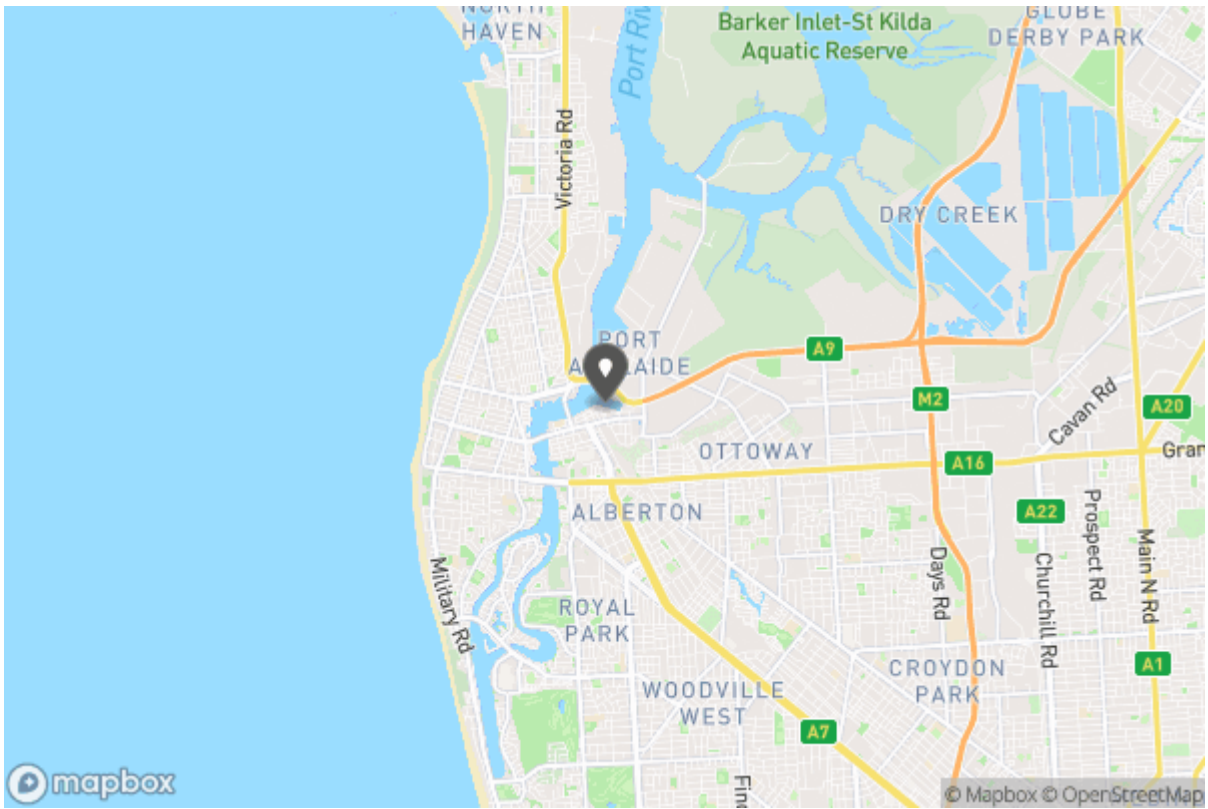 NORTH
HAVEN
Port Riv
Barker Inlet-St Kilda
Aquatic Reserve
GLOBE
DERBY PARK
Victoria Rd
DRY CREEK
PORT
A LAIDE
A9
M2
A20
Cavan Rd
Gran
OTTOWAY
A16
A22
ALBERTON
Prospect Rd
Main N Rd
Military Rd
Days Rd
Churchill Rd
ROYAL
PARK
A1
CROYDON
PARK
WOODVILLE
WEST
A7
Fin
mapbox
© Mapbox © OpenStreetMap